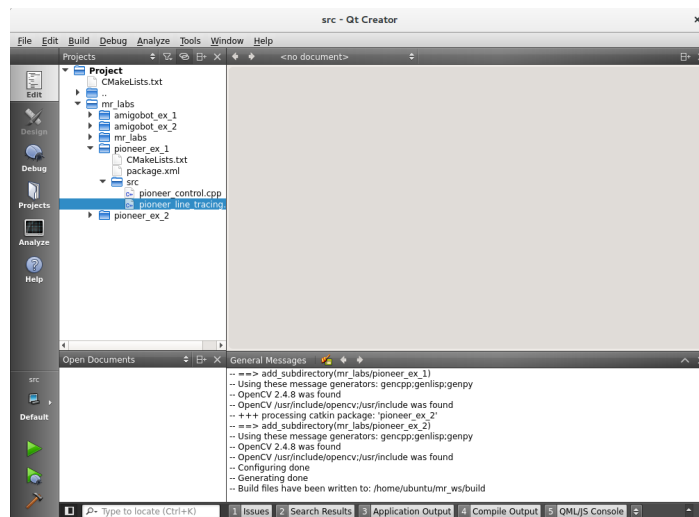 src - Qt Creator
File Edit Build Debug Analyze Tools Window Help
Projects
<no document>
Project
CMakeLists.txt
..
mr_labs
amigobot_ex_1
amigobot_ex_2
mr_labs
pioneer_ex_1
CMakeLists.txt
package.xml
src
pioneer_control.cpp
pioneer_line_tracing.
pioneer_ex_2
Edit
Design
Debug
Projects
Analyze
Help
src
Default
Open Documents
General Messages
-- ==> add_subdirectory(mr_labs/pioneer_ex_1)
-- Using these message generators: gencpp;genlisp;genpy
-- OpenCV 2.4.8 was found
-- OpenCV /usr/include/opencv;/usr/include was found
-- +++ processing catkin package: 'pioneer_ex_2'
-- ==> add_subdirectory(mr_labs/pioneer_ex_2)
-- Using these message generators: gencpp;genlisp;genpy
-- OpenCV 2.4.8 was found
-- OpenCV /usr/include/opencv;/usr/include was found
-- Configuring done
-- Generating done
-- Build files have been written to: /home/ubuntu/mr_ws/build
Type to locate (Ctrl+K)
1 Issues 2 Search Results 3 Application Output 4 Compile Output 5 QML/JS Console